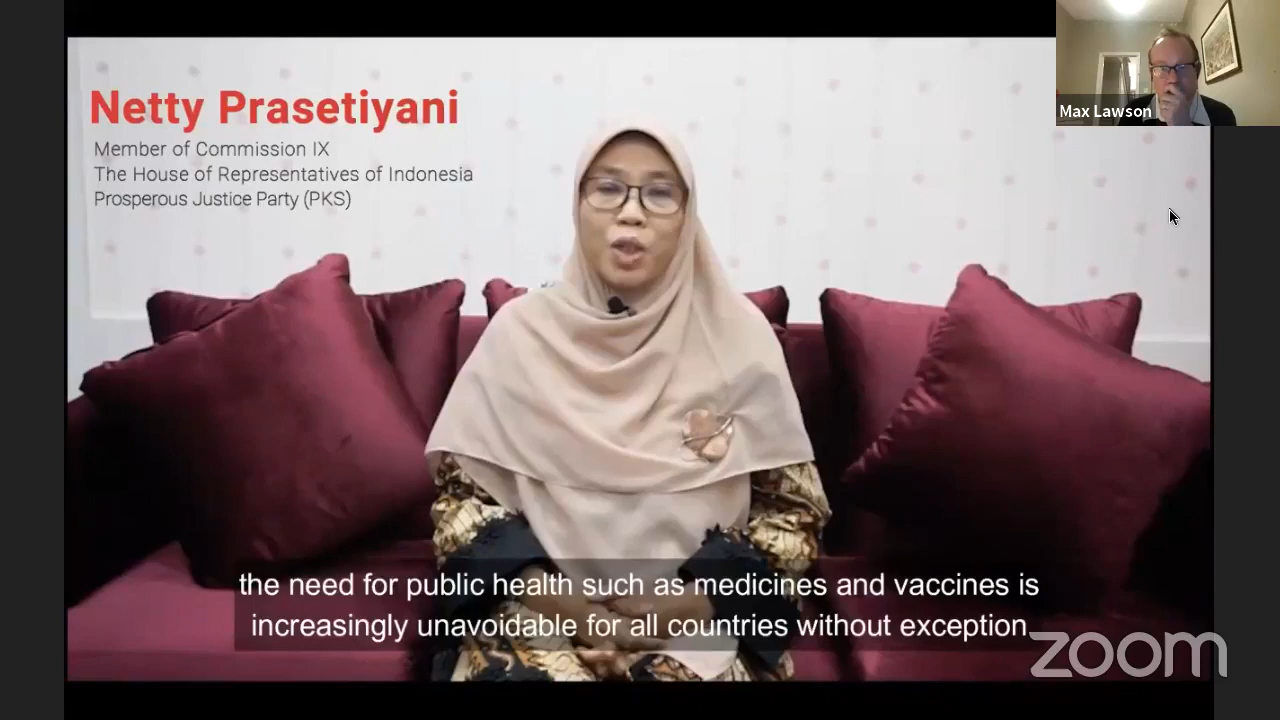 Netty Prasetiyani
Member of Commission IX
The House of Representatives of Indonesia
Prosperous Justice Party (PKS)
Max Lawson
the need for public health such as medicines and vaccines is
increasingly unavoidable for all countries without exception
zoom